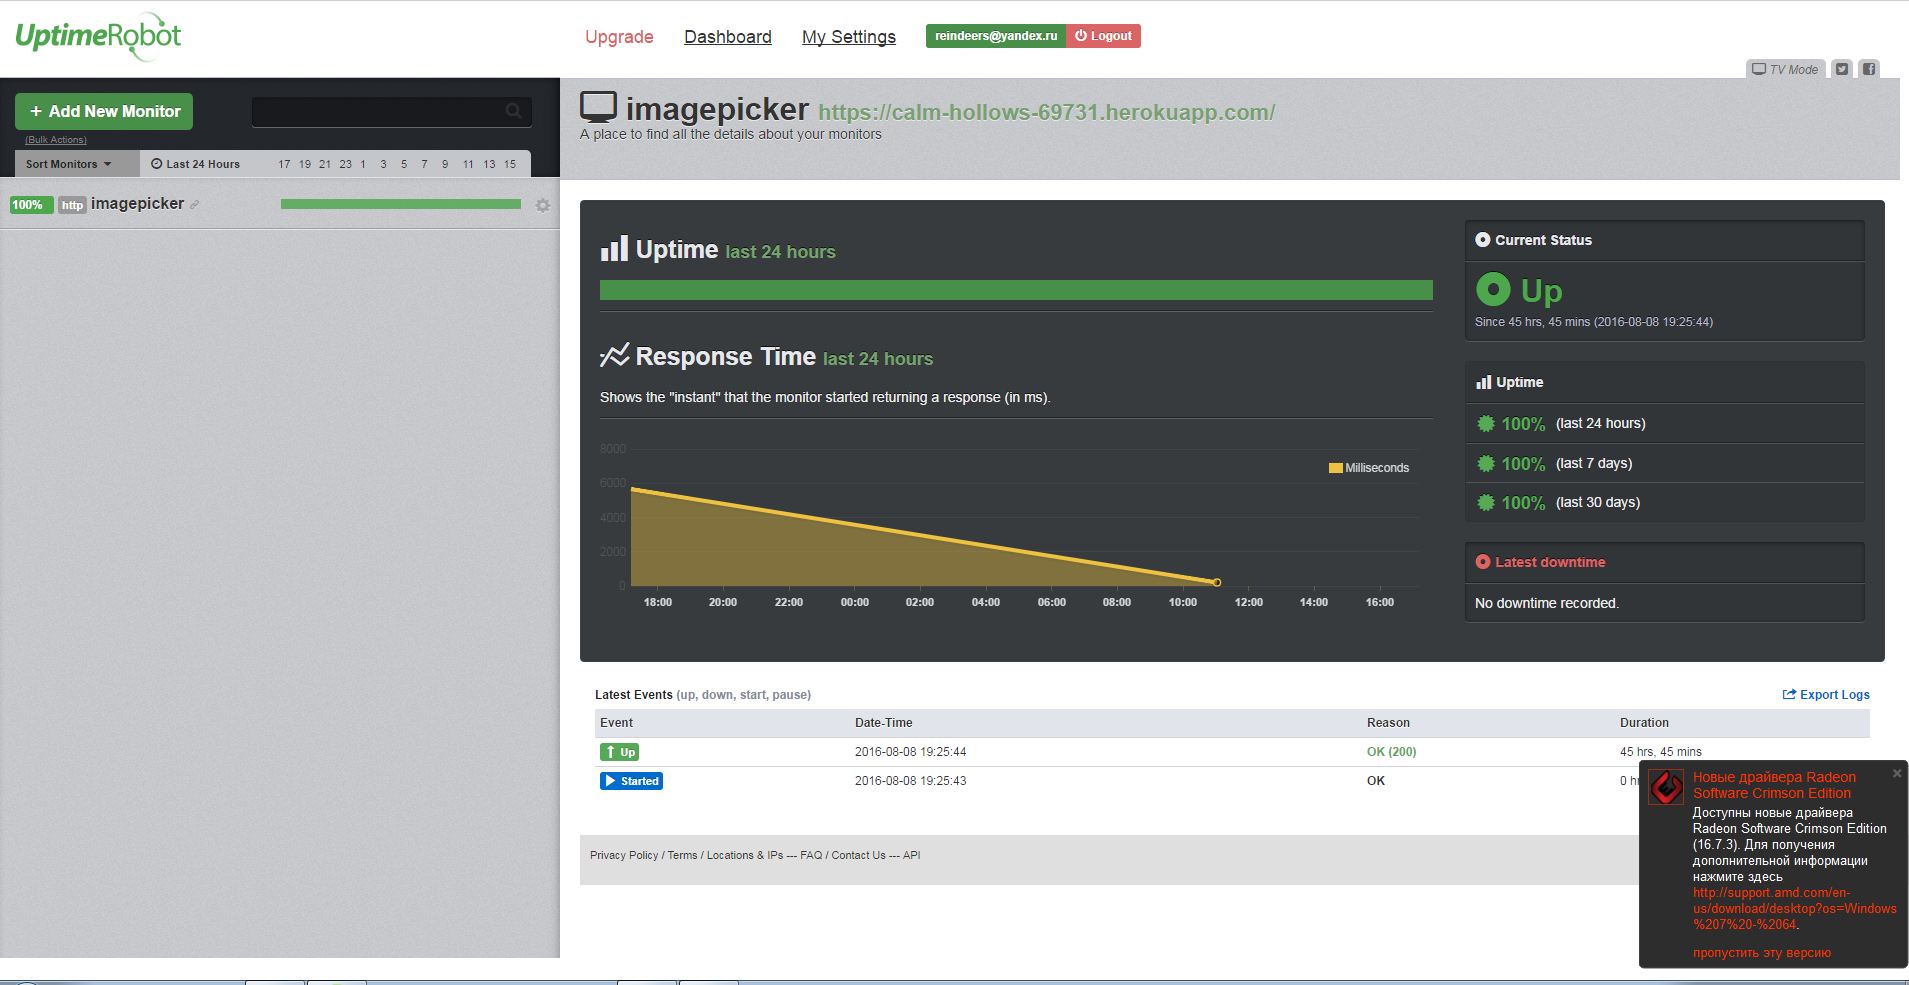 UptimeRobot
Upgrade Dashboard My Settings reindeers@yandex.ru Logout
TV Mode
+ Add New Monitor
(Bulk Actions)
Sort Monitors Last 24 Hours 17 19 21 23 1 3 5 7 9 11 13 15
100% http imagepicker
imagepicker https://calm-hollows-69731.herokuapp.com/
A place to find all the details about your monitors
Uptime last 24 hours
Response Time last 24 hours
Shows the "instant" that the monitor started returning a response (in ms).
8000
Milliseconds
6000
4000
2000
0
18:00 20:00 22:00 00:00 02:00 04:00 06:00 08:00 10:00 12:00 14:00 16:00
Current Status
Up
Since 45 hrs, 45 mins (2016-08-08 19:25:44)
Uptime
100% (last 24 hours)
100% (last 7 days)
100% (last 30 days)
Latest downtime
No downtime recorded.
Latest Events (up, down, start, pause) Export Logs
Event Date-Time Reason Duration
Up 2016-08-08 19:25:44 OK (200) 45 hrs, 45 mins
Started 2016-08-08 19:25:43 OK 0
Privacy Policy / Terms / Locations & IPs --- FAQ / Contact Us --- API
Новые драйвера Radeon
Software Crimson Edition
Доступны новые драйвера
Radeon Software Crimson Edition
(16.7.3). Для получения
дополнительной информации
нажмите здесь
http://support.amd.com/en-
us/download/desktop?os=Windows
%207%20-%2064.
пропустить эту версию